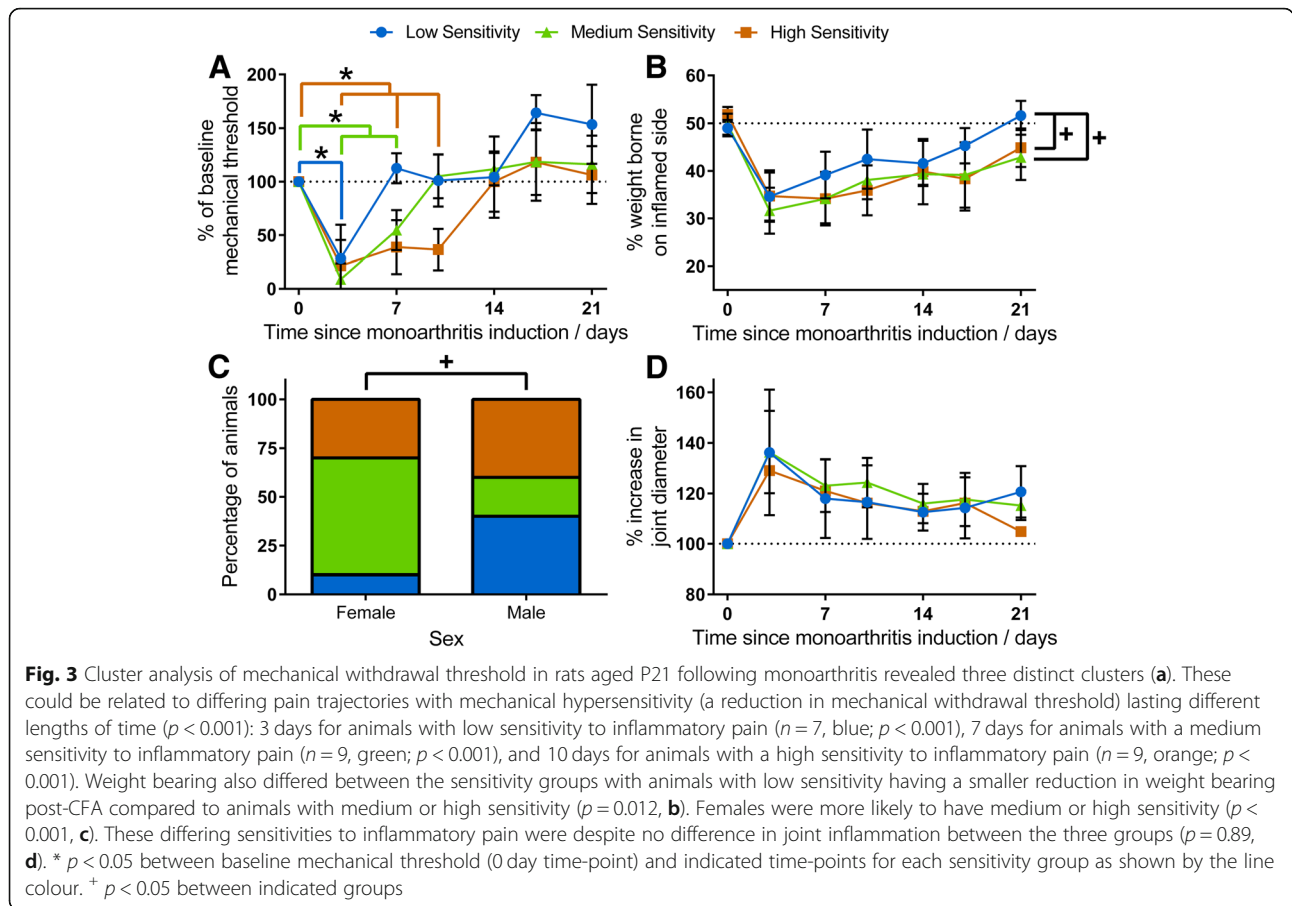 Low Sensitivity Medium Sensitivity High Sensitivity
A
*
*
*
200
150
100
50
0
% of baseline
mechanical threshold
0 7 14 21
Time since monoarthritis induction / days
B
60
50
40
30
20
% weight borne
on inflamed side
+
+
0 7 14 21
Time since monoarthritis induction / days
C
+
100
75
50
25
0
Percentage of animals
Female Male
Sex
D
160
140
120
100
80
% increase in
joint diameter
0 7 14 21
Time since monoarthritis induction / days
Fig. 3 Cluster analysis of mechanical withdrawal threshold in rats aged P21 following monoarthritis revealed three distinct clusters (a). These
could be related to differing pain trajectories with mechanical hypersensitivity (a reduction in mechanical withdrawal threshold) lasting different
lengths of time (p < 0.001): 3 days for animals with low sensitivity to inflammatory pain (n = 7, blue; p < 0.001), 7 days for animals with a medium
sensitivity to inflammatory pain (n = 9, green; p < 0.001), and 10 days for animals with a high sensitivity to inflammatory pain (n = 9, orange; p <
0.001). Weight bearing also differed between the sensitivity groups with animals with low sensitivity having a smaller reduction in weight bearing
post-CFA compared to animals with medium or high sensitivity (p = 0.012, b). Females were more likely to have medium or high sensitivity (p <
0.001, c). These differing sensitivities to inflammatory pain were despite no difference in joint inflammation between the three groups (p = 0.89,
d). * p < 0.05 between baseline mechanical threshold (0 day time-point) and indicated time-points for each sensitivity group as shown by the line
colour. + p < 0.05 between indicated groups